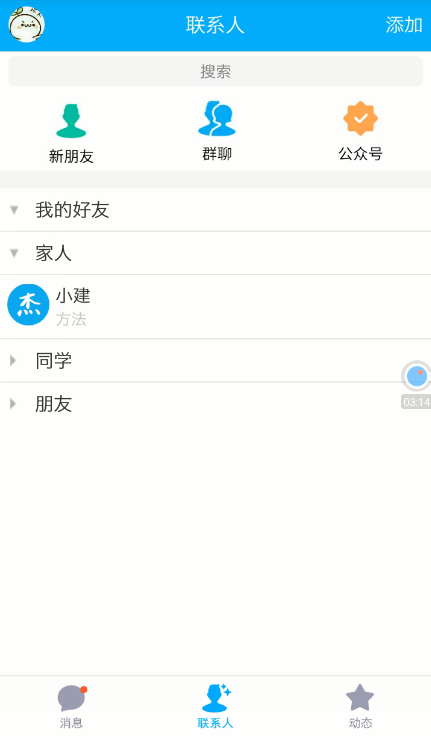 联系人
添加
搜索
新朋友
群聊
公众号
我的好友
家人
杰
小建
方法
同学
朋友
03:14
消息
联系人
动态